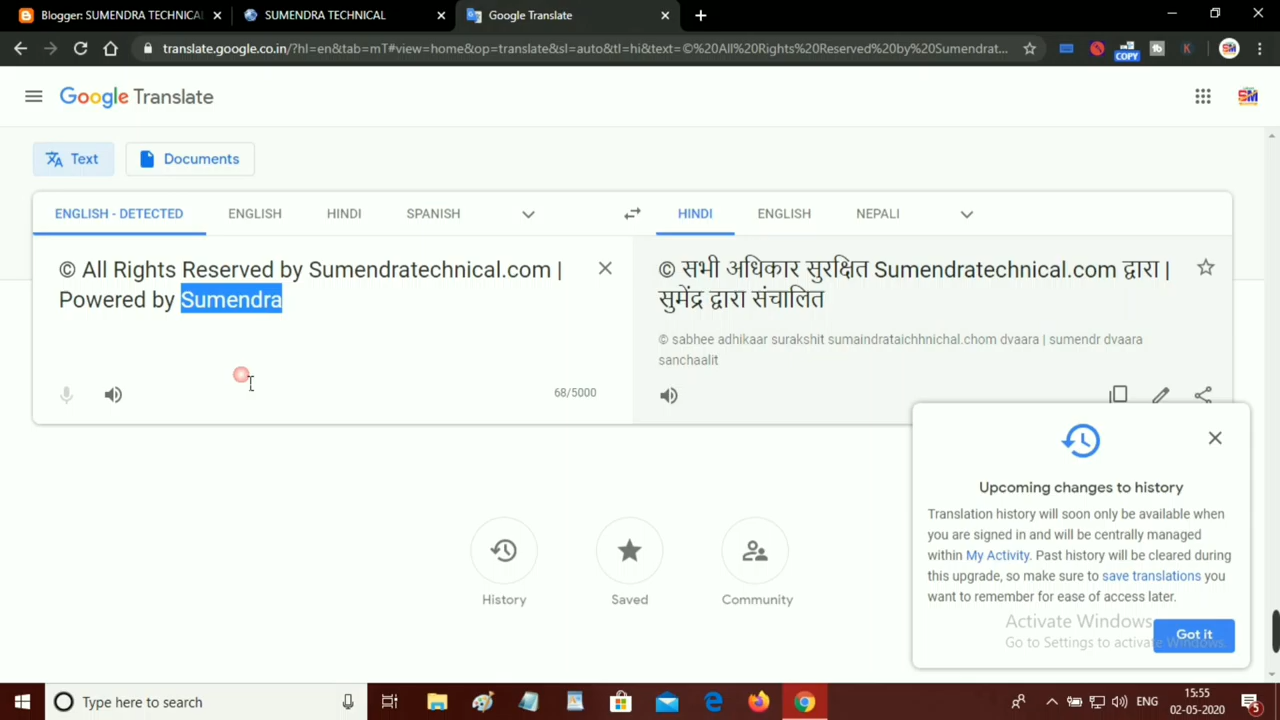 Blogger: SUMENDRA TECHNICAL
SUMENDRA TECHNICAL
Google Translate
translate.google.co.in/?hl=en&tab=mT#view=home&op=translate&sl=auto&tl=hi&text=©%20All%20Rights%20Reserved%20by%20Sumendrat...
COPY
K
SM
Google Translate
SM
Text
Documents
ENGLISH - DETECTED
ENGLISH
HINDI
SPANISH
HINDI
ENGLISH
NEPALI
© All Rights Reserved by Sumendratechnical.com |
Powered by Sumendra
68/5000
© सभी अधिकार सुरक्षित Sumendratechnical.com द्वारा |
सुमेंद्र द्वारा संचालित
© sabhee adhikaar surakshit sumaindrataichhnichal.chom dvaara | sumendr dvaara
sanchaalit
Upcoming changes to history
Translation history will soon only be available when
you are signed in and will be centrally managed
within My Activity. Past history will be cleared during
this upgrade, so make sure to save translations you
want to remember for ease of access later.
Got it
History
Saved
Community
Activate Windows
Go to Settings to activate Windows.
Type here to search
ENG
15:55
02-05-2020
5